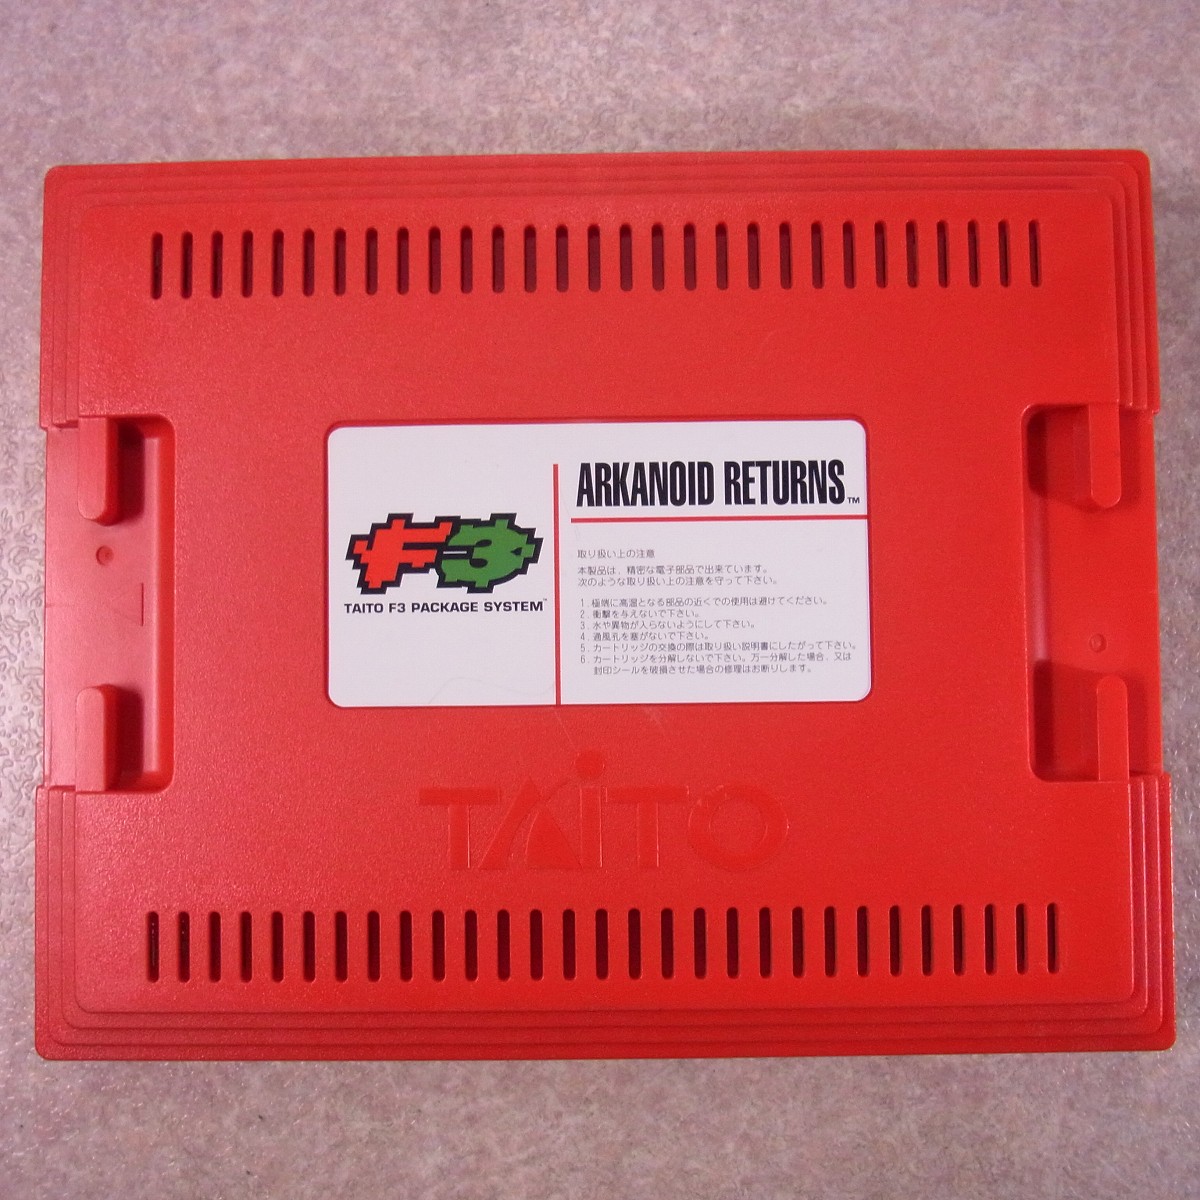 ARKANOID RETURNS™
F3
TAITO F3 PACKAGE SYSTEM™
取り扱い上の注意
本製品は、精密な電子部品で出来ています。
次のような取り扱い上の注意を守って下さい。
1. 極端に高温となる部品の近くでの使用は避けてください。
2. 衝撃を与えないで下さい。
3. 水や異物が入らないようにして下さい。
4. 通風孔を塞がないで下さい。
5. カートリッジの交換の際は取り扱い説明書にしたがって下さい。
6. カートリッジを分解しないで下さい。万一分解した場合、又は
封印シールを破損させた場合の修理はお断りします。
TAITO